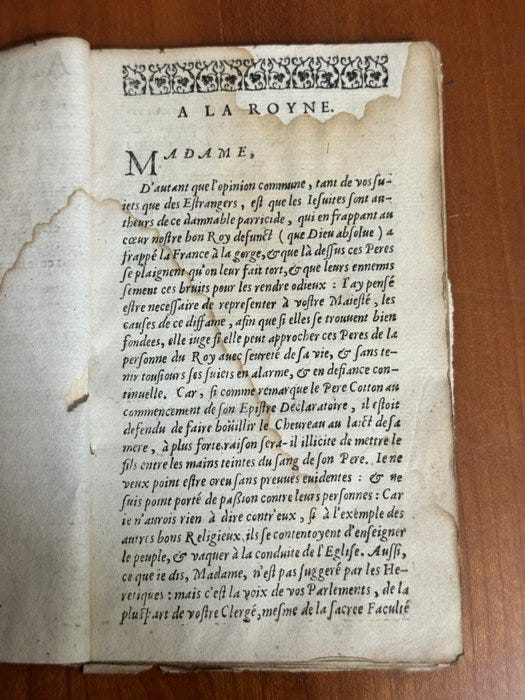 A LA ROYNE.
MADAME,
D'autant que l'opinion commune, tant de vos su-
iets que des Estrangers, est que les Iesuites sont au-
theurs de ce damnable parricide, qui en frappant au
cœur nostre bon Roy defunct (que Dieu absolue) a
frappé la France à la gorge, & que là dessus ces Peres
se plaignent qu'on leur fait tort, & que leurs ennemis
sement ces bruits pour les rendre odieux: I'ay pensé
estre necessaire de representer à vostre Maiesté, les
causes de ce diffame, afin que si elles se trouvent bien
fondées, elle iuge si elle peut approcher ces Peres de la
personne du Roy avec seureté de sa vie, & sans te-
nir tousiours ses suiets en alarme, & en defiance con-
tinuelle. Car, si comme remarque le Pere Cotton au
commencement de son Epistre Declaratoire, il estoit
defendu de faire boüillir le Cheureau au laict de sa
mere, à plus forte raison sera-il illicite de mettre le
fils entre les mains teintes du sang de son Pere. Ie ne
veux point estre creu sans preuves evidentes: & ne
suis point porté de passion contre leurs personnes: Car
ie n'aurois rien à dire contr'eux, si à l'exemple des
autres bons Religieux, ils se contentoyent d'enseigner
le peuple, & vaquer à la conduite de l'Eglise. Aussi,
ce que ie dis, Madame, n'est pas suggeré par les He-
retiques: mais c'est la voix de vos Parlements, de la
pluspart de vostre Clergé, mesme de la sacree Faculté